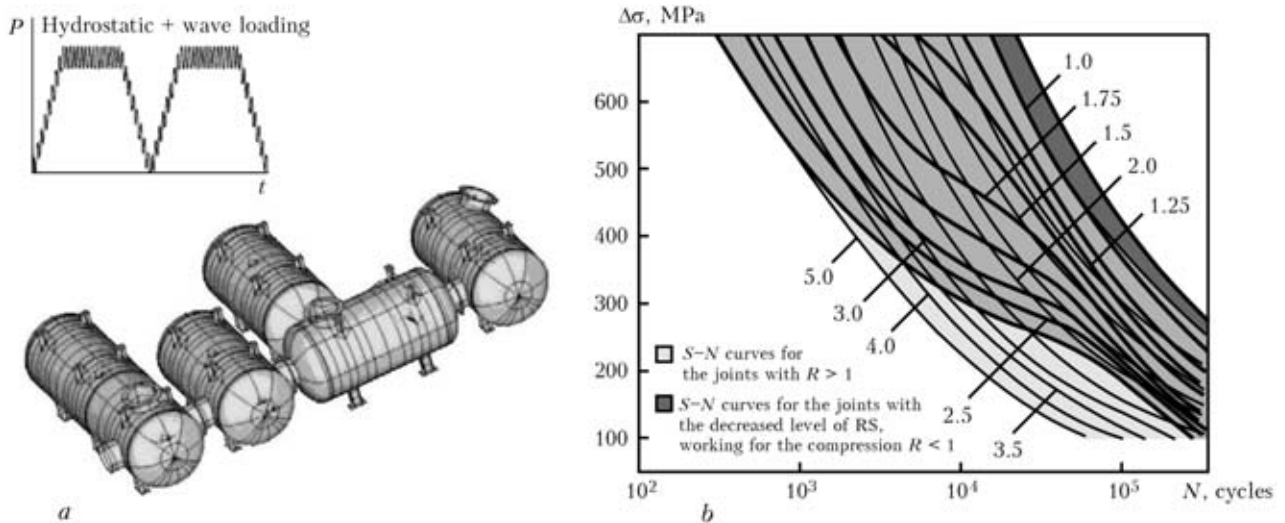 P Hydrostatic + wave loading
t
a
Δσ, MPa
600
500
400
300
200
100
10² 10³ 10⁴ 10⁵ N, cycles
1.0
1.75
1.5
2.0
1.25
5.0
3.0
4.0
2.5
3.5
S–N curves for
the joints with R > 1
S–N curves for the joints with
the decreased level of RS,
working for the compression R < 1
b